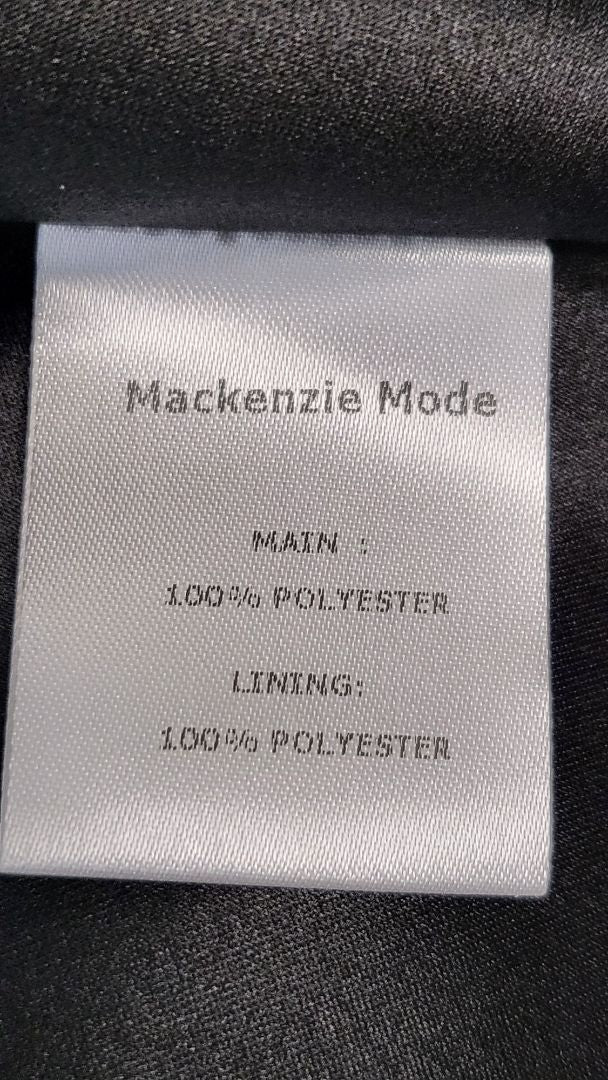 Mackenzie Mode
MAIN :
100% POLYESTER
LINING:
100% POLYESTER